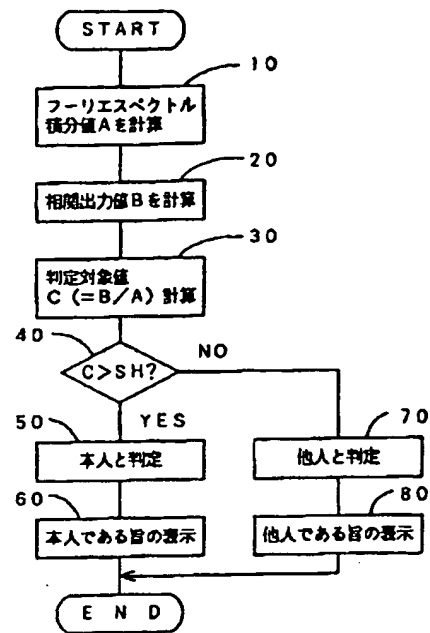 START
10
フーリエスペクトル
積分値Aを計算
20
相関出力値Bを計算
30
判定対象値
C(=B/A)計算
40
C>SH?
NO
YES
50
本人と判定
70
他人と判定
60
本人である旨の表示
80
他人である旨の表示
END